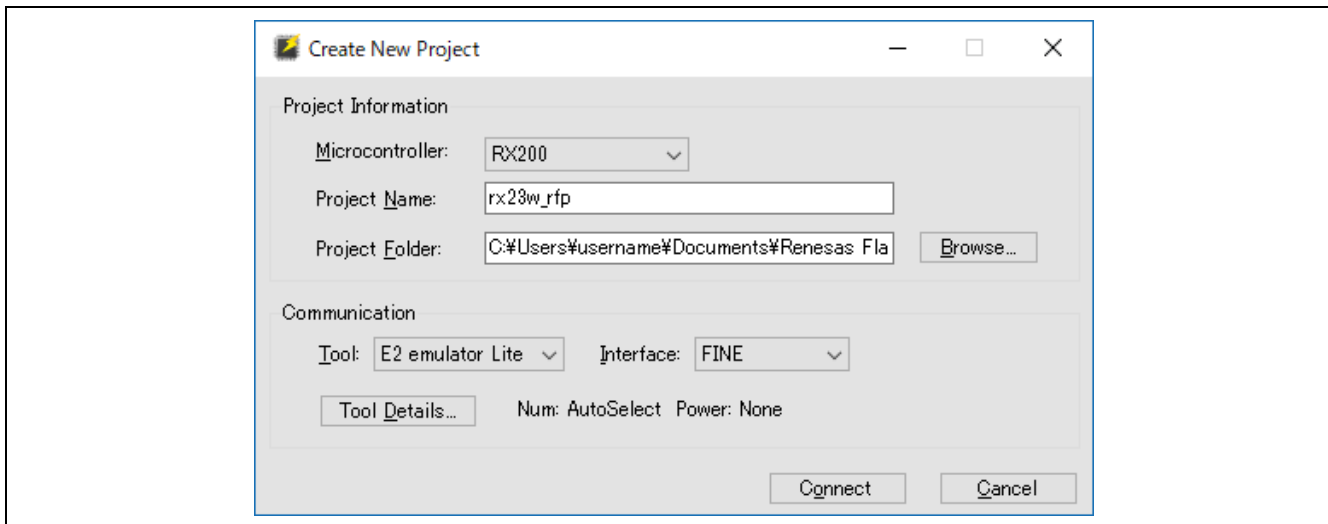 Create New Project
Project Information
Microcontroller: RX200
Project Name: rx23w_rfp
Project Folder: C:¥Users¥username¥Documents¥Renesas Fla Browse...
Communication
Tool: E2 emulator Lite Interface: FINE
Tool Details... Num: AutoSelect Power: None
Connect Cancel